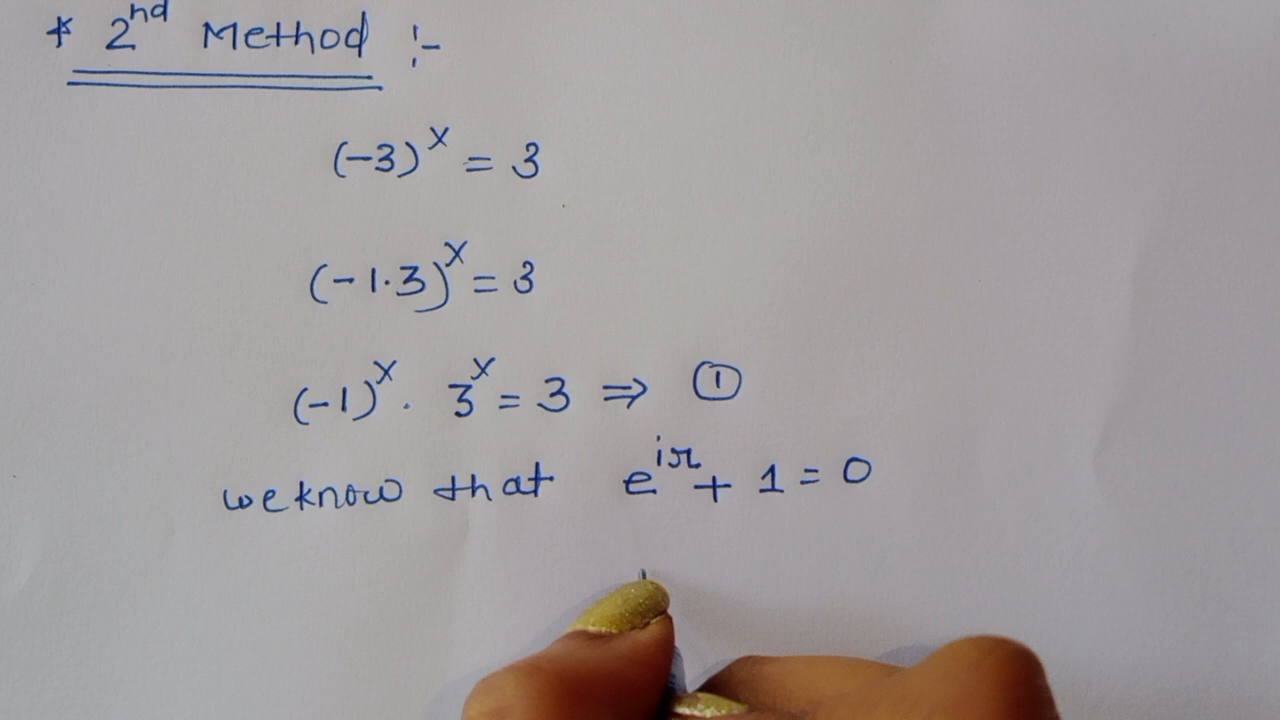 * 2nd Method :-
(-3)^x = 3
(-1.3)^x = 3
(-1)^x . 3^x = 3 ⇒ ①
we know that e^iπ + 1 = 0